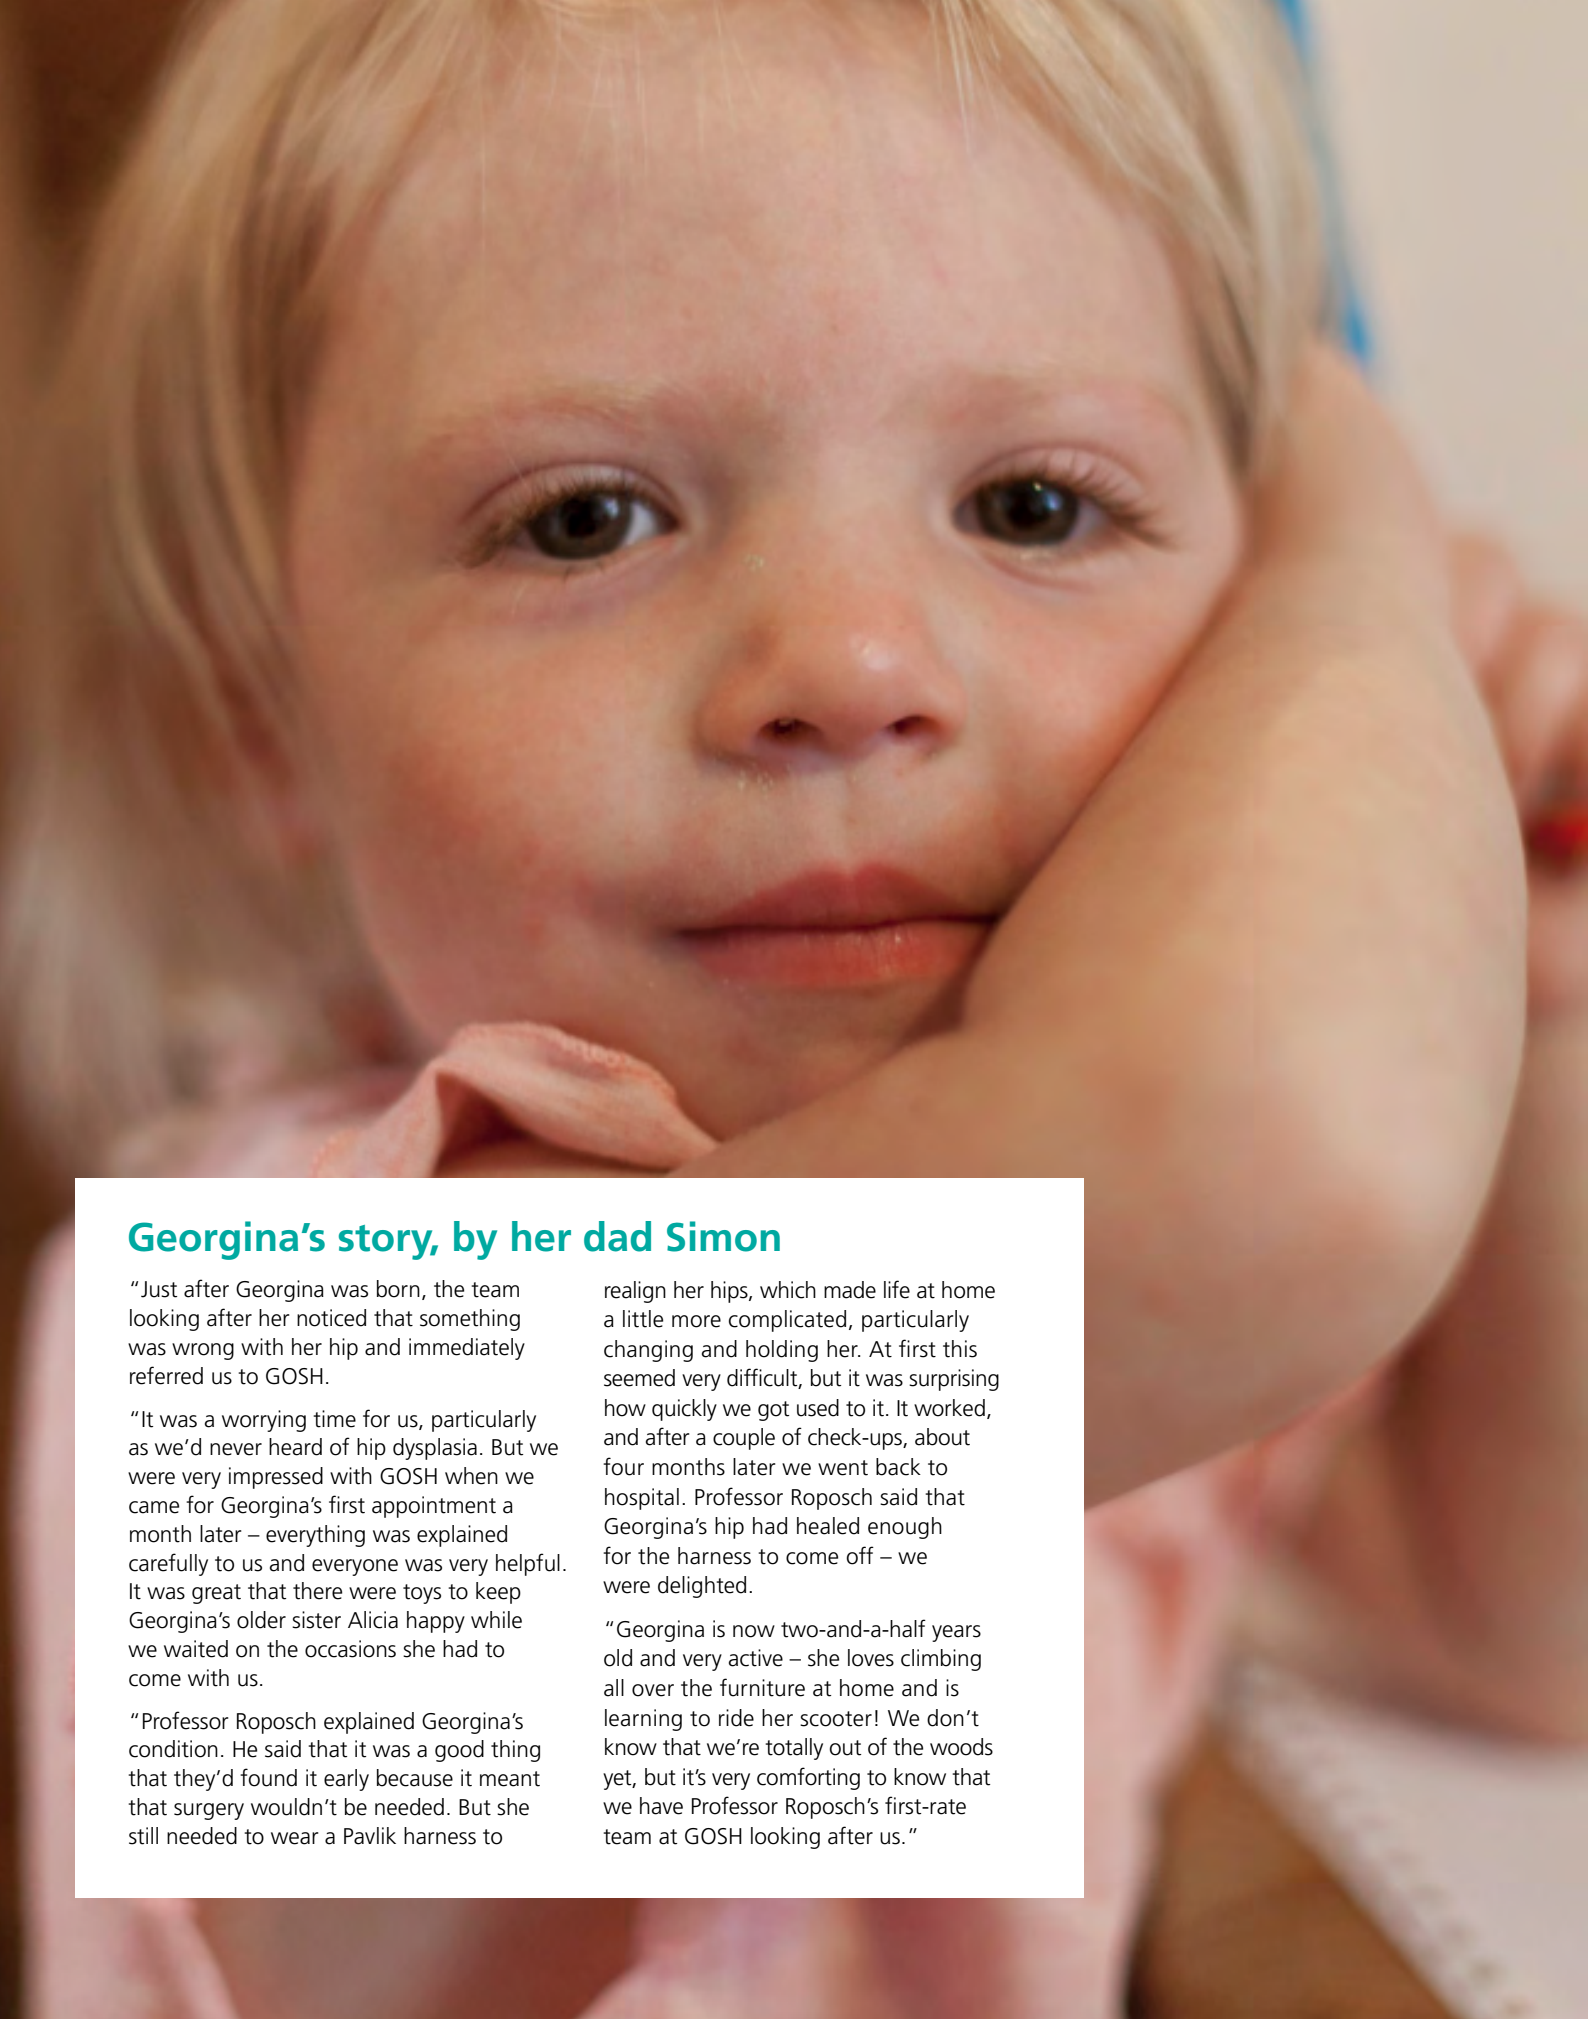 Georgina’s story, by her dad Simon
“Just after Georgina was born, the team
looking after her noticed that something
was wrong with her hip and immediately
referred us to GOSH.
“It was a worrying time for us, particularly
as we’d never heard of hip dysplasia. But we
were very impressed with GOSH when we
came for Georgina’s first appointment a
month later – everything was explained
carefully to us and everyone was very helpful.
It was great that there were toys to keep
Georgina’s older sister Alicia happy while
we waited on the occasions she had to
come with us.
“Professor Roposch explained Georgina’s
condition. He said that it was a good thing
that they’d found it early because it meant
that surgery wouldn’t be needed. But she
still needed to wear a Pavlik harness to
realign her hips, which made life at home
a little more complicated, particularly
changing and holding her. At first this
seemed very difficult, but it was surprising
how quickly we got used to it. It worked,
and after a couple of check-ups, about
four months later we went back to
hospital. Professor Roposch said that
Georgina’s hip had healed enough
for the harness to come off – we
were delighted.
“Georgina is now two-and-a-half years
old and very active – she loves climbing
all over the furniture at home and is
learning to ride her scooter! We don’t
know that we’re totally out of the woods
yet, but it’s very comforting to know that
we have Professor Roposch’s first-rate
team at GOSH looking after us.”